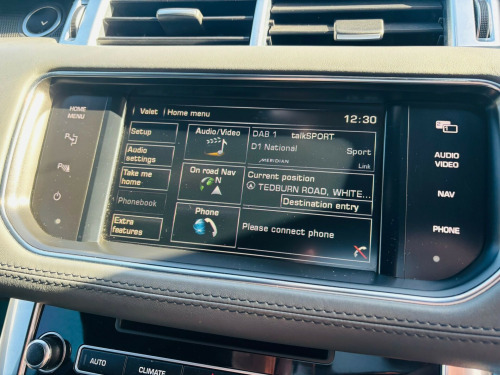 HOME
MENU
Valet | Home menu
12:30
Setup
Audio
settings
Take me
home
Phonebook
Extra
features
Audio/Video
DAB 1 talkSPORT
D1 National
Sport
MERIDIAN
Link
On road Nav
N
Current position
TEDBURN ROAD, WHITE...
Destination entry
Phone
Please connect phone
AUDIO
VIDEO
NAV
PHONE
AUTO
CLIMATE